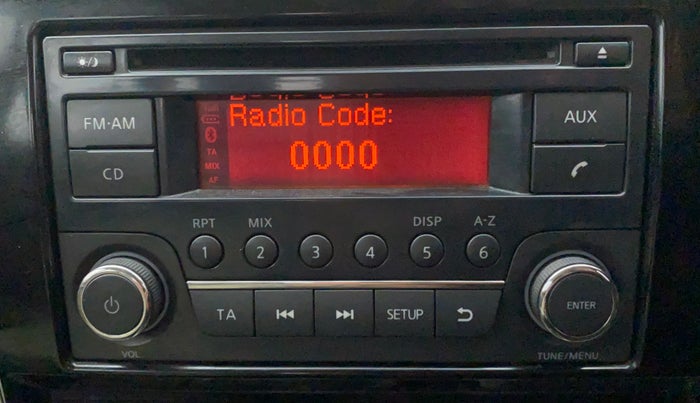 Radio Code:
TA
0000
MIX
AF
FM·AM
AUX
CD
RPT MIX DISP A-Z
1 2 3 4 5 6
TA SETUP ENTER
VOL TUNE/MENU